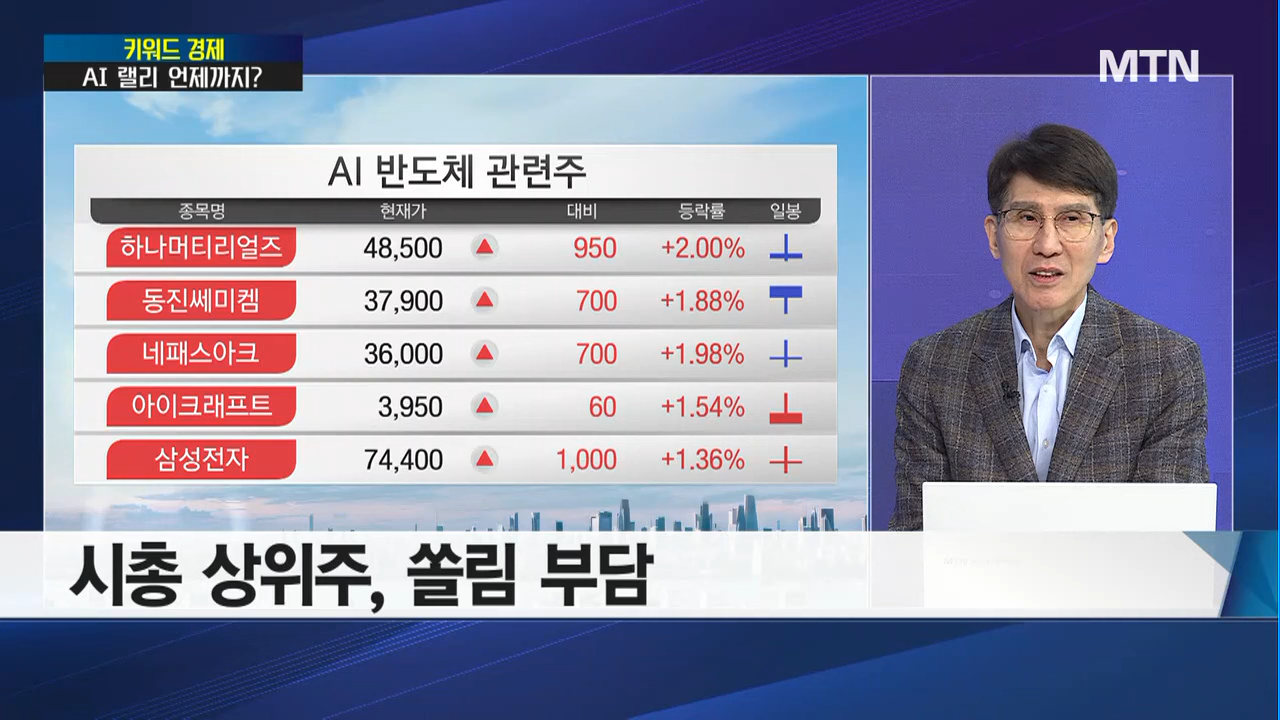 키워드 경제
AI 랠리 언제까지?
MTN
AI 반도체 관련주
종목명 현재가 대비 등락률 일봉
하나머티리얼즈 48,500 ▲ 950 +2.00%
동진쎄미켐 37,900 ▲ 700 +1.88%
네패스아크 36,000 ▲ 700 +1.98%
아이크래프트 3,950 ▲ 60 +1.54%
삼성전자 74,400 ▲ 1,000 +1.36%
시총 상위주, 쏠림 부담